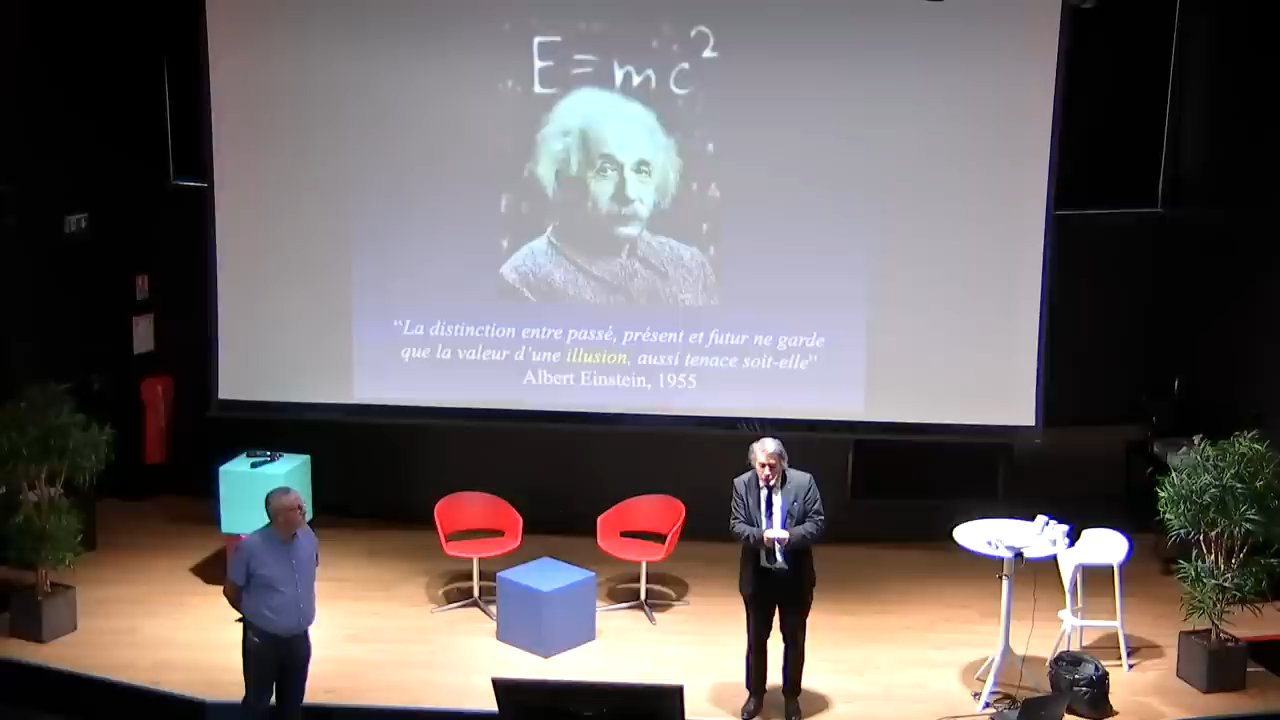 E = mc²
“La distinction entre passé, présent et futur ne garde
que la valeur d’une illusion, aussi tenace soit-elle”
Albert Einstein, 1955